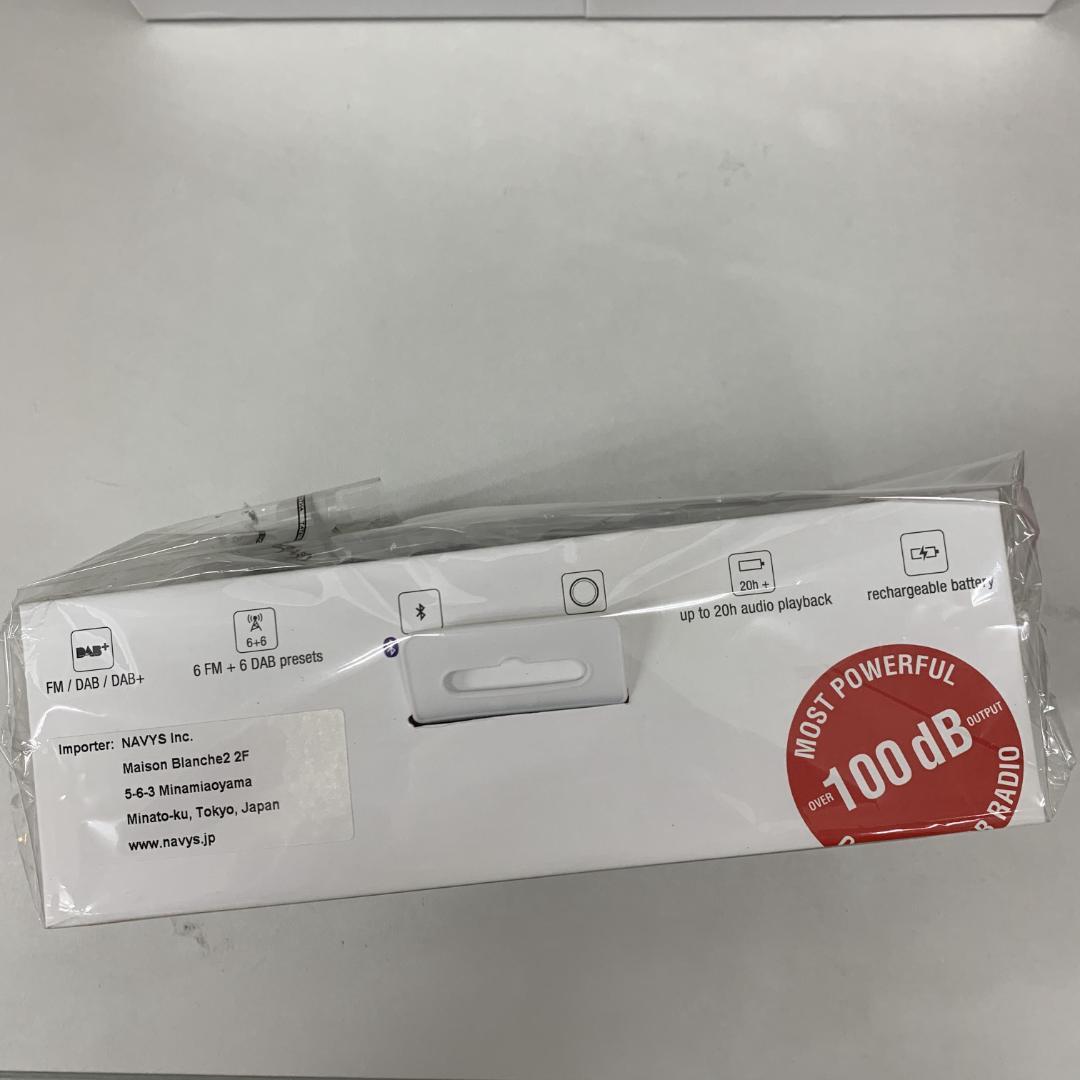 DAB+
FM / DAB / DAB+
6+6
6 FM + 6 DAB presets
20h +
up to 20h audio playback
rechargeable battery
Importer: NAVYS Inc.
Maison Blanche2 2F
5-6-3 Minamiaoyama
Minato-ku, Tokyo, Japan
www.navys.jp
MOST POWERFUL
OVER 100 dB OUTPUT
RADIO